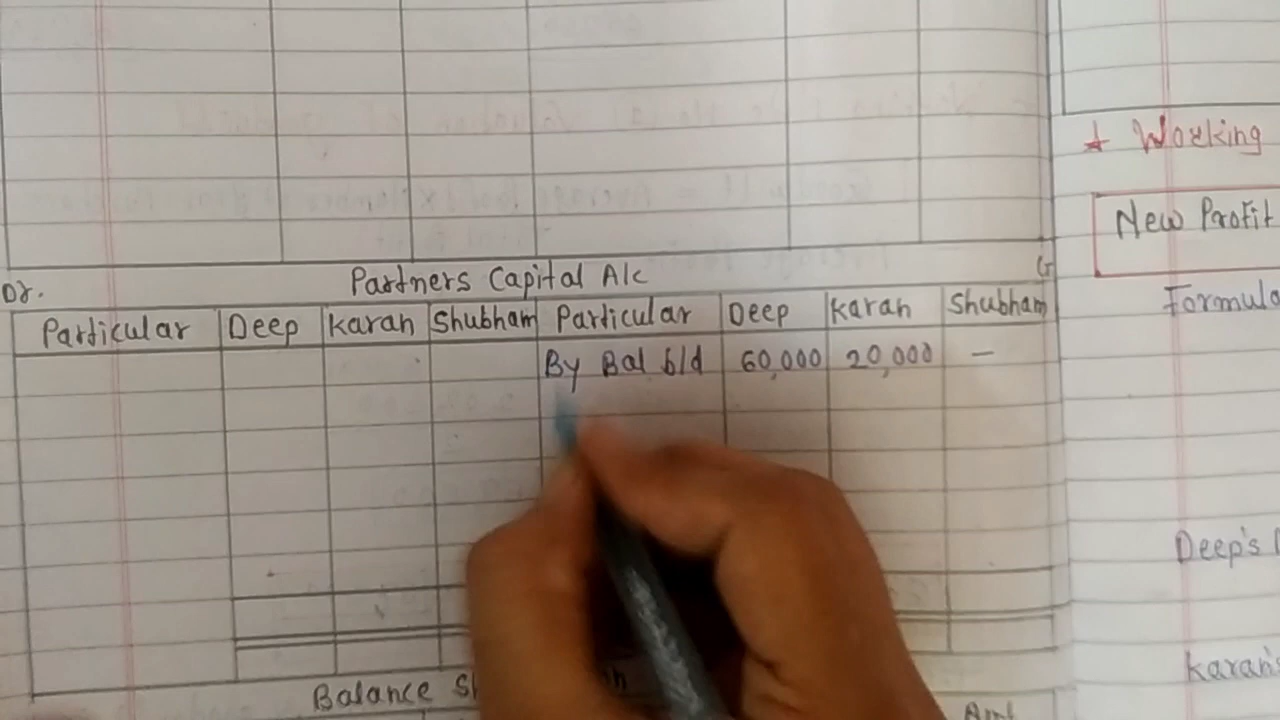 ★ Working
New Profit
Dr. Partners Capital A/c Cr
Particular Deep Karan Shubham Particular Deep Karan Shubham
By Bal b/d 60,000 20,000 —
Formula
Deep's
Karan's
Balance
Amt